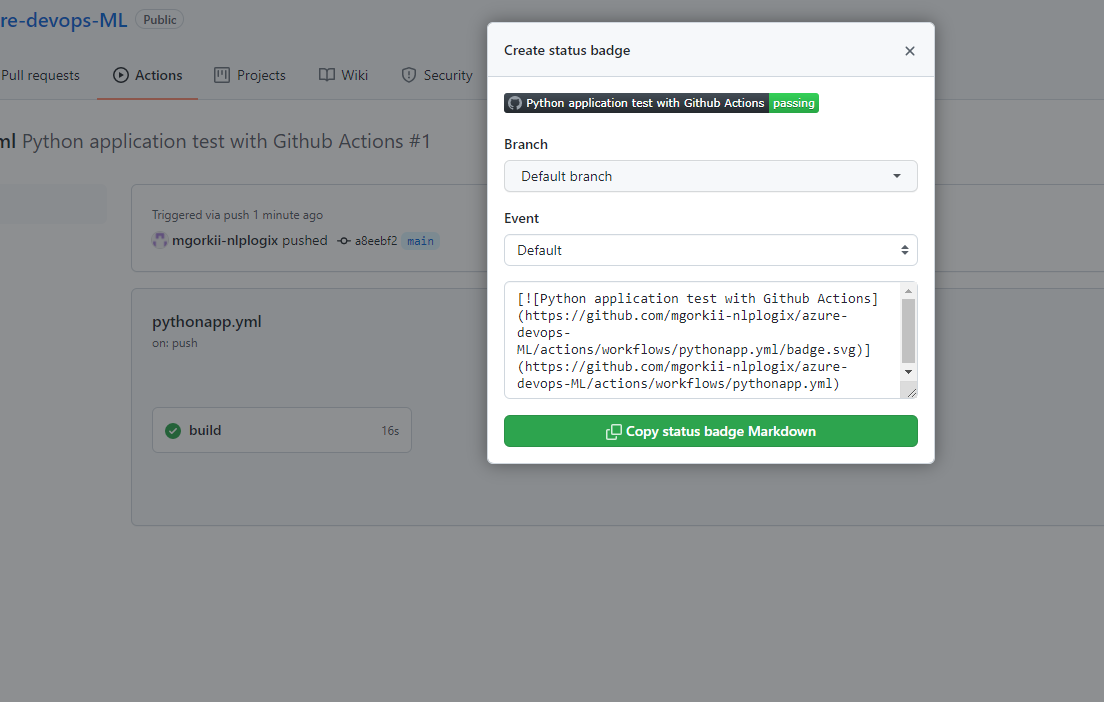 re-devops-ML Public
Pull requests Actions Projects Wiki Security
ml Python application test with Github Actions #1
Triggered via push 1 minute ago
mgorkii-nlplogix pushed a8eebf2 main
pythonapp.yml
on: push
build 16s
Create status badge
Python application test with Github Actions passing
Branch
Default branch
Event
Default
[![Python application test with Github Actions]
(https://github.com/mgorkii-nlplogix/azure-
devops-
ML/actions/workflows/pythonapp.yml/badge.svg)]
(https://github.com/mgorkii-nlplogix/azure-
devops-ML/actions/workflows/pythonapp.yml)
Copy status badge Markdown